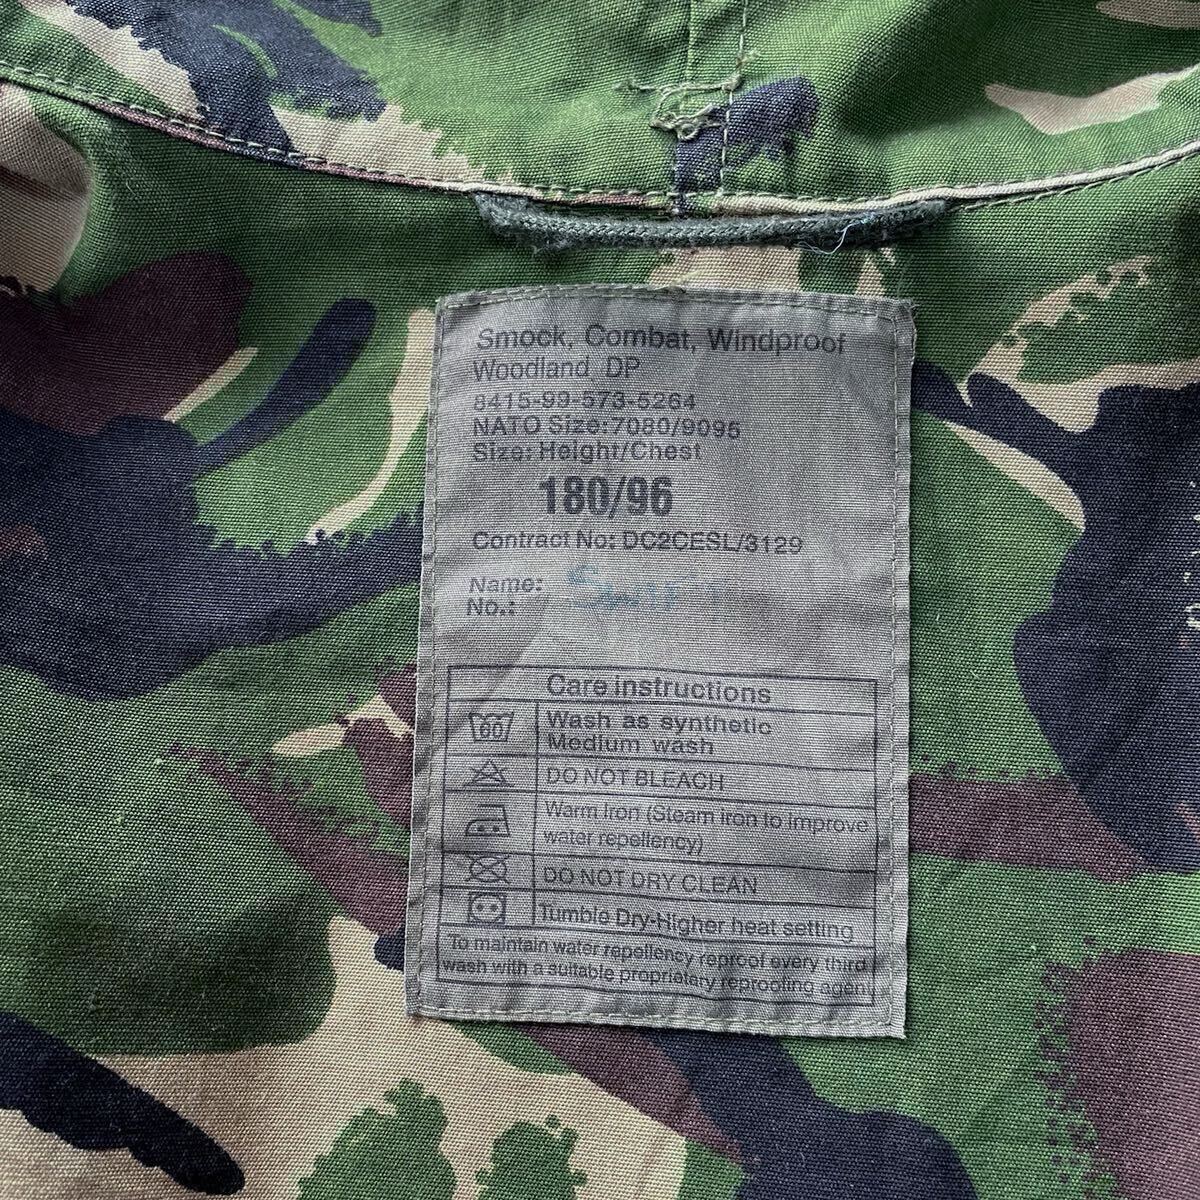 Smock, Combat, Windproof
Woodland DP
8415-99-573-5264
NATO Size: 7080/9095
Size: Height/Chest
180/96
Contract No: DC2CESL/3129
Name:
No.:
Care instructions
60 Wash as synthetic
Medium wash
DO NOT BLEACH
Warm Iron (Steam iron to improve
water repellency)
DO NOT DRY CLEAN
Tumble Dry-Higher heat setting
To maintain water repellency reproof every third
wash with a suitable proprietary reproofing agent